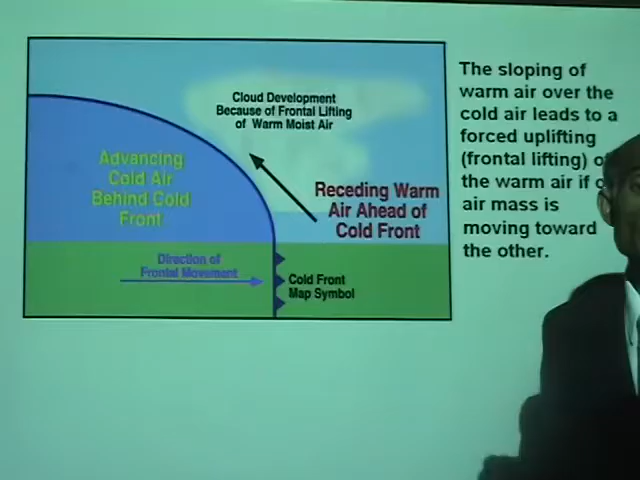 Cloud Development
Because of Frontal Lifting
of Warm Moist Air
Advancing
Cold Air
Behind Cold
Front
Receding Warm
Air Ahead of
Cold Front
Direction of
Frontal Movement
Cold Front
Map Symbol
The sloping of
warm air over the
cold air leads to a
forced uplifting
(frontal lifting)
the warm air if
air mass is
moving toward
the other.